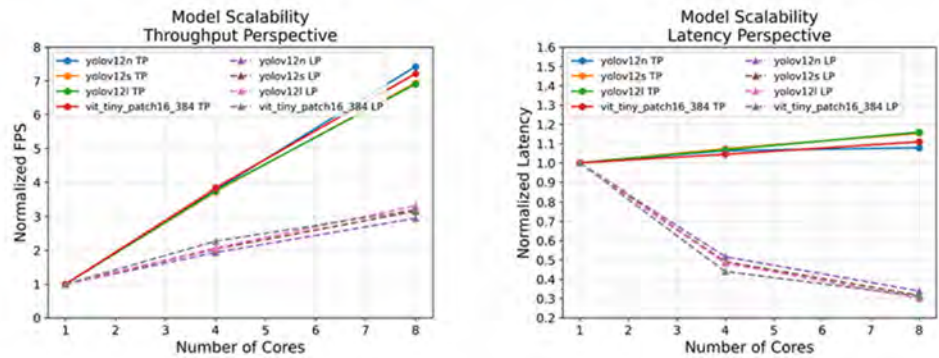 Model Scalability
Throughput Perspective
8
7
6
5
4
3
2
1
0
Normalized FPS
yolov12n TP
yolov12s TP
yolov12l TP
vit_tiny_patch16_384 TP
yolov12n LP
yolov12s LP
yolov12l LP
vit_tiny_patch16_384 LP
1 2 3 4 5 6 7 8
Number of Cores
Model Scalability
Latency Perspective
1.6
1.5
1.4
1.3
1.2
1.1
1.0
0.9
0.8
0.7
0.6
0.5
0.4
0.3
0.2
Normalized Latency
yolov12n TP
yolov12s TP
yolov12l TP
vit_tiny_patch16_384 TP
yolov12n LP
yolov12s LP
yolov12l LP
vit_tiny_patch16_384 LP
1 2 3 4 5 6 7 8
Number of Cores